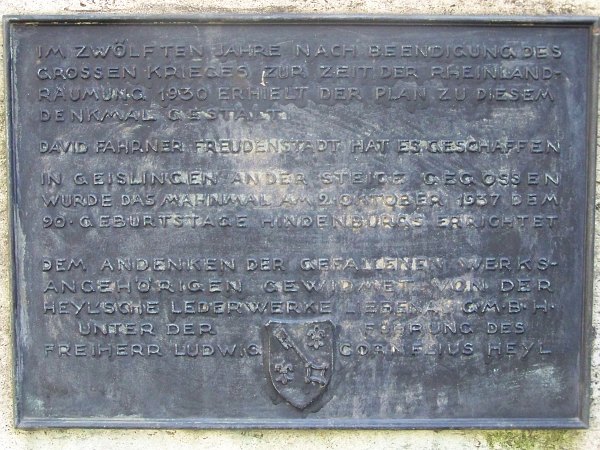 IM ZWÖLFTEN JAHRE NACH BEENDIGUNG DES
GROSSEN KRIEGES ZUR ZEIT DER RHEINLAND-
RÄUMUNG 1930 ERHIELT DER PLAN ZU DIESEM
DENKMAL GESTALT
DAVID FAHRNER FREUDENSTADT HAT ES GESCHAFFEN
IN GEISLINGEN AN DER STEIGE GEGOSSEN
WURDE DAS MAHNMAL AM 2·OKTOBER 1937 DEM
90·GEBURTSTAGE HINDENBURGS ERRICHTET
DEM ANDENKEN DER GEFALLENEN WERKS-
ANGEHÖRIGEN GEWIDMET VON DER
HEYL'SCHE LEDERWERKE LIEBENAU G·M·B·H·
UNTER DER FÜHRUNG DES
FREIHERR LUDWIG CORNELIUS HEYL